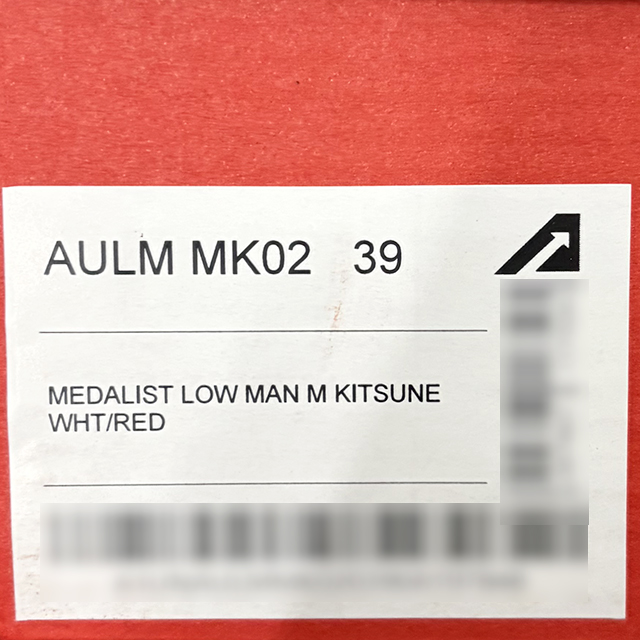 AULM MK02 39
MEDALIST LOW MAN M KITSUNE
WHT/RED